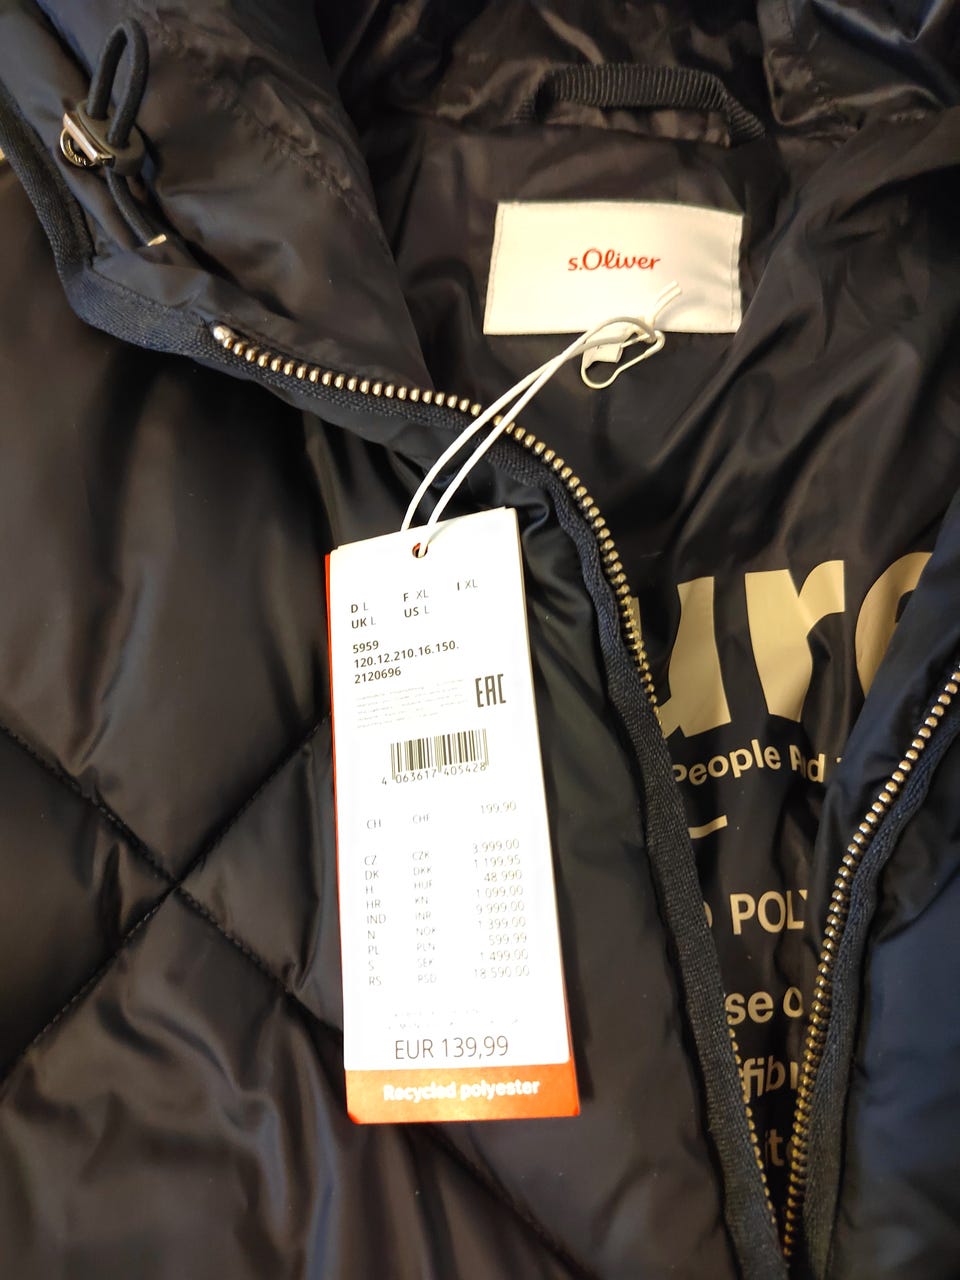 s.Oliver
D L F XL I XL
UK L US L
5959
120.12.210.16.150.
2120696
EAC
4 063617 405428
CH CHF 199.90
CZ CZK 3.999,00
DK DKK 1 199,95
H HUF 48 990
HR KN 1 099,00
IND INR 9 999,00
N NOK 1 399,00
PL PLN 599,99
S SEK 1 499,00
RS RSD 18 590,00
EUR 139,99
Recycled polyester
ure
People And
POLY
se o
fib